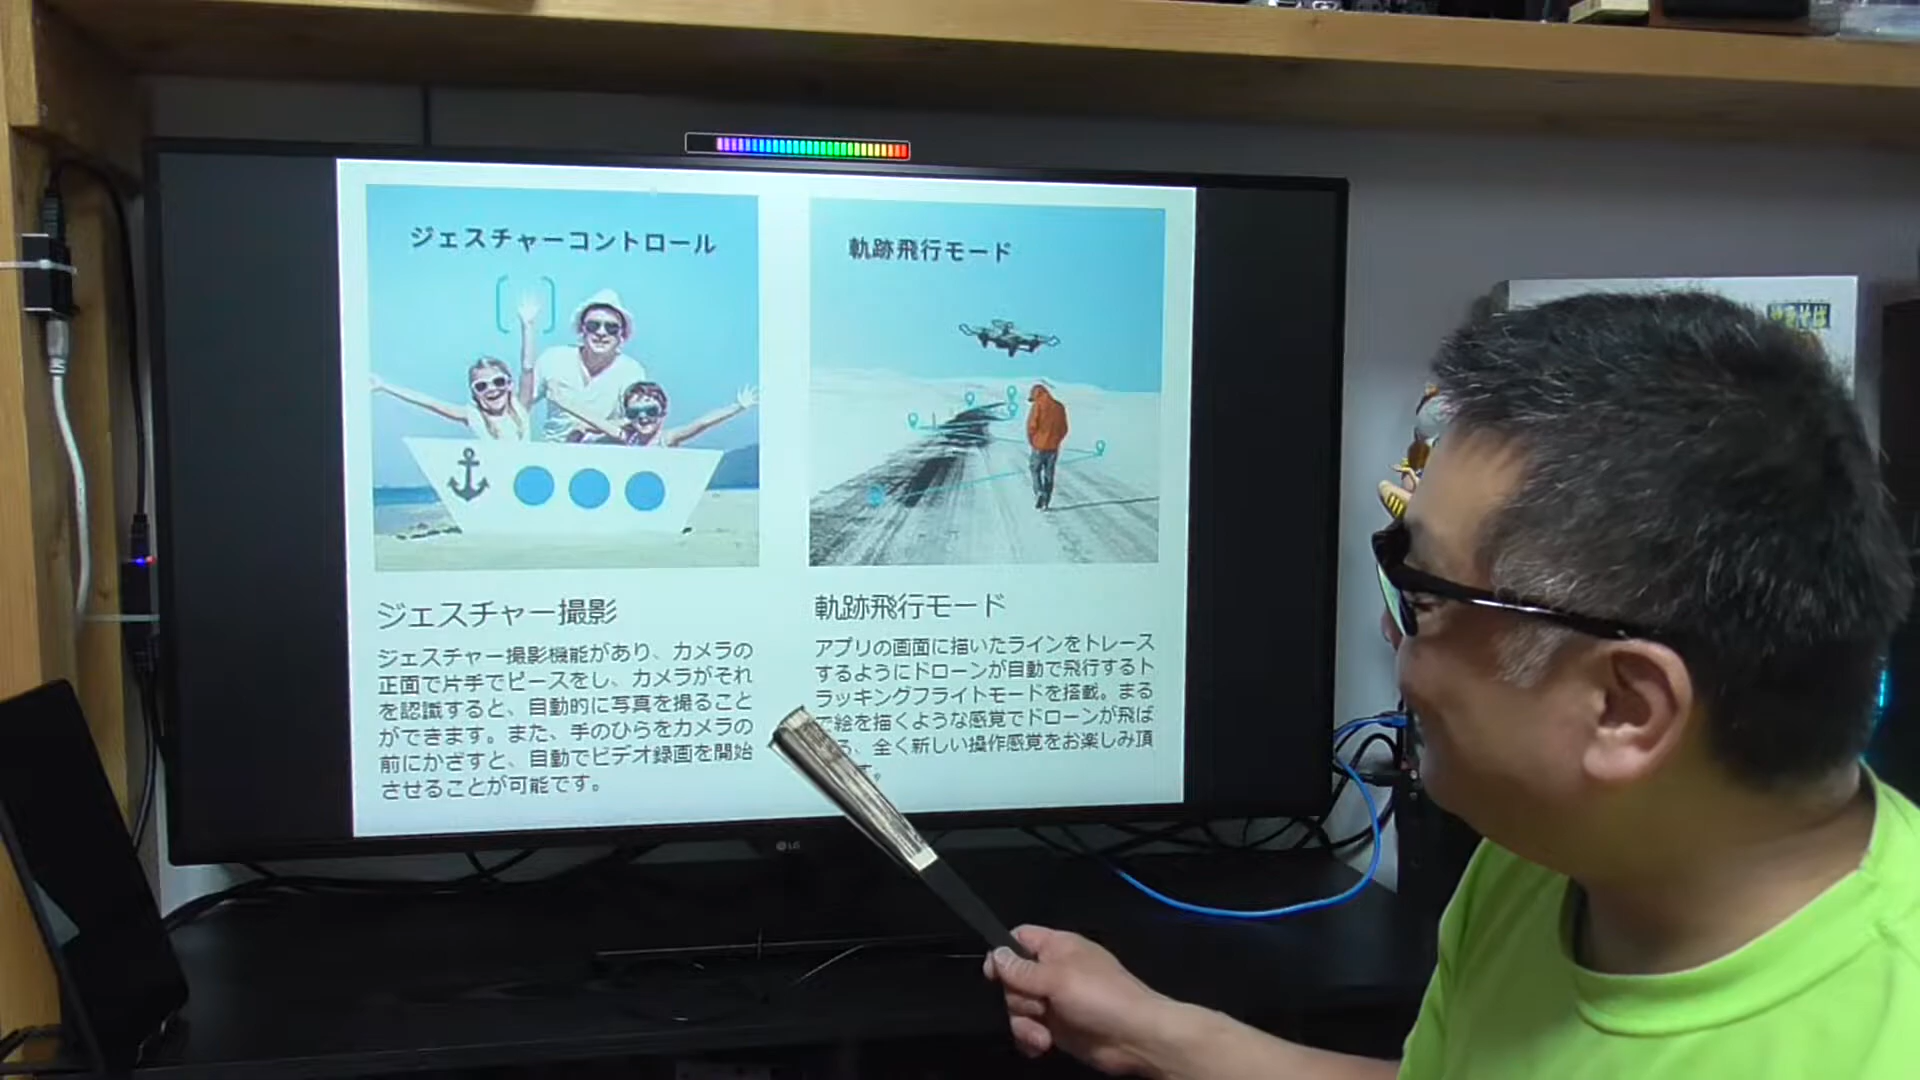 ジェスチャーコントロール
ジェスチャー撮影
ジェスチャー撮影機能があり、カメラの
正面で片手でピースをし、カメラがそれ
を認識すると、自動的に写真を撮ること
ができます。また、手のひらをカメラの
前にかざすと、自動でビデオ録画を開始
させることが可能です。
軌跡飛行モード
軌跡飛行モード
アプリの画面に描いたラインをトレース
するようにドローンが自動で飛行するト
ラッキングフライトモードを搭載。まる
で絵を描くような感覚でドローンが飛ば
る、全く新しい操作感覚をお楽しみ頂
す。
LG